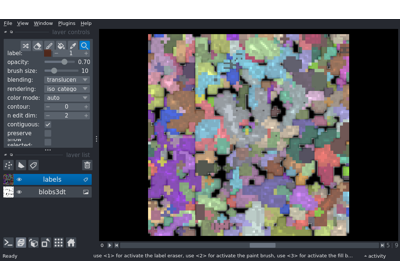 File View Window Plugins Help
layer controls
label: 1
opacity: 0.70
brush size: 10
blending: translucen
rendering: iso_catego
color mode: auto
contour: 0
n edit dim: 2
contiguous:
preserve
selected:
layer list
labels
blobs3dt
Ready
use <1> for activate the label eraser, use <2> for activate the paint brush, use <3> for activate the fill b...
activity